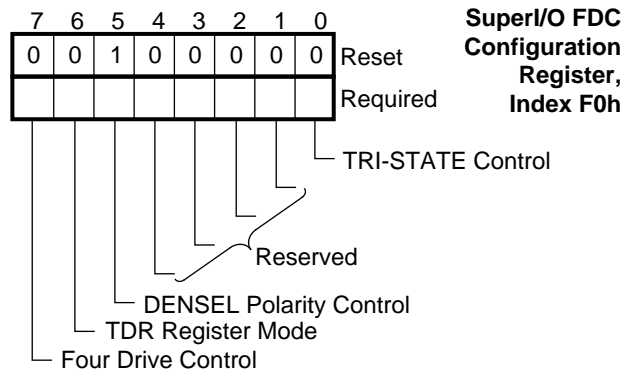 7 6 5 4 3 2 1 0
0 0 1 0 0 0 0 0 Reset
Required
SuperI/O FDC
Configuration
Register,
Index F0h
TRI-STATE Control
Reserved
DENSEL Polarity Control
TDR Register Mode
Four Drive Control